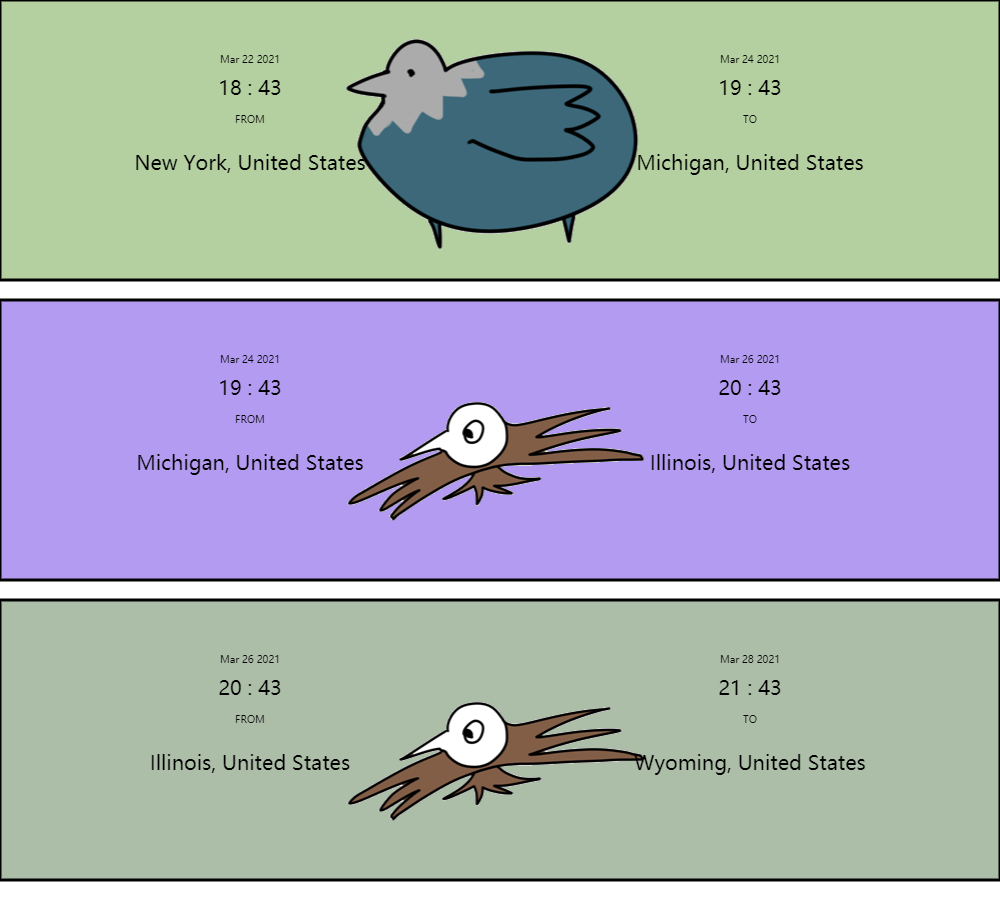 Mar 22 2021
18 : 43
FROM
New York, United States
Mar 24 2021
19 : 43
TO
Michigan, United States
Mar 24 2021
19 : 43
FROM
Michigan, United States
Mar 26 2021
20 : 43
TO
Illinois, United States
Mar 26 2021
20 : 43
FROM
Illinois, United States
Mar 28 2021
21 : 43
TO
Wyoming, United States